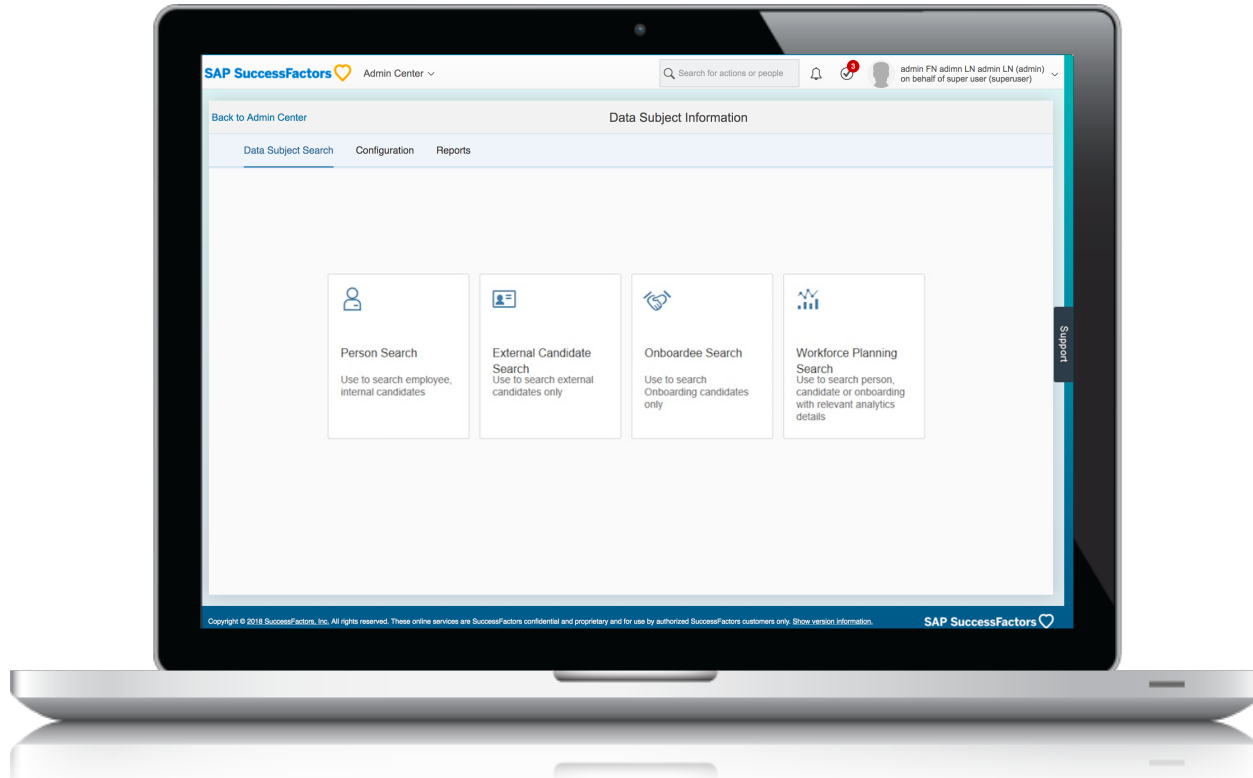 SAP SuccessFactors
Admin Center
Search for actions or people
3
admin FN adimn LN admin LN (admin)
on behalf of super user (superuser)
Back to Admin Center
Data Subject Information
Data Subject Search
Configuration
Reports
Person Search
Use to search employee,
internal candidates
External Candidate
Search
Use to search external
candidates only
Onboardee Search
Use to search
Onboarding candidates
only
Workforce Planning
Search
Use to search person,
candidate or onboarding
with relevant analytics
details
Support
Copyright © 2018 SuccessFactors, Inc. All rights reserved. These online services are SuccessFactors confidential and proprietary and for use by authorized SuccessFactors customers only. Show version information.
SAP SuccessFactors